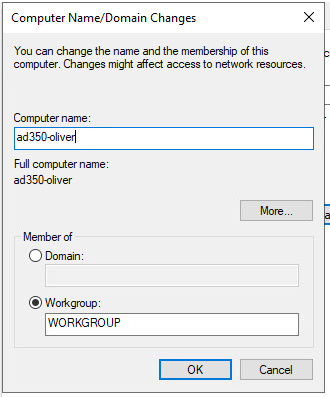 Computer Name/Domain Changes
You can change the name and the membership of this
computer. Changes might affect access to network resources.
Computer name:
ad350-oliver
Full computer name:
ad350-oliver
More...
Member of
Domain:
Workgroup:
WORKGROUP
OK
Cancel